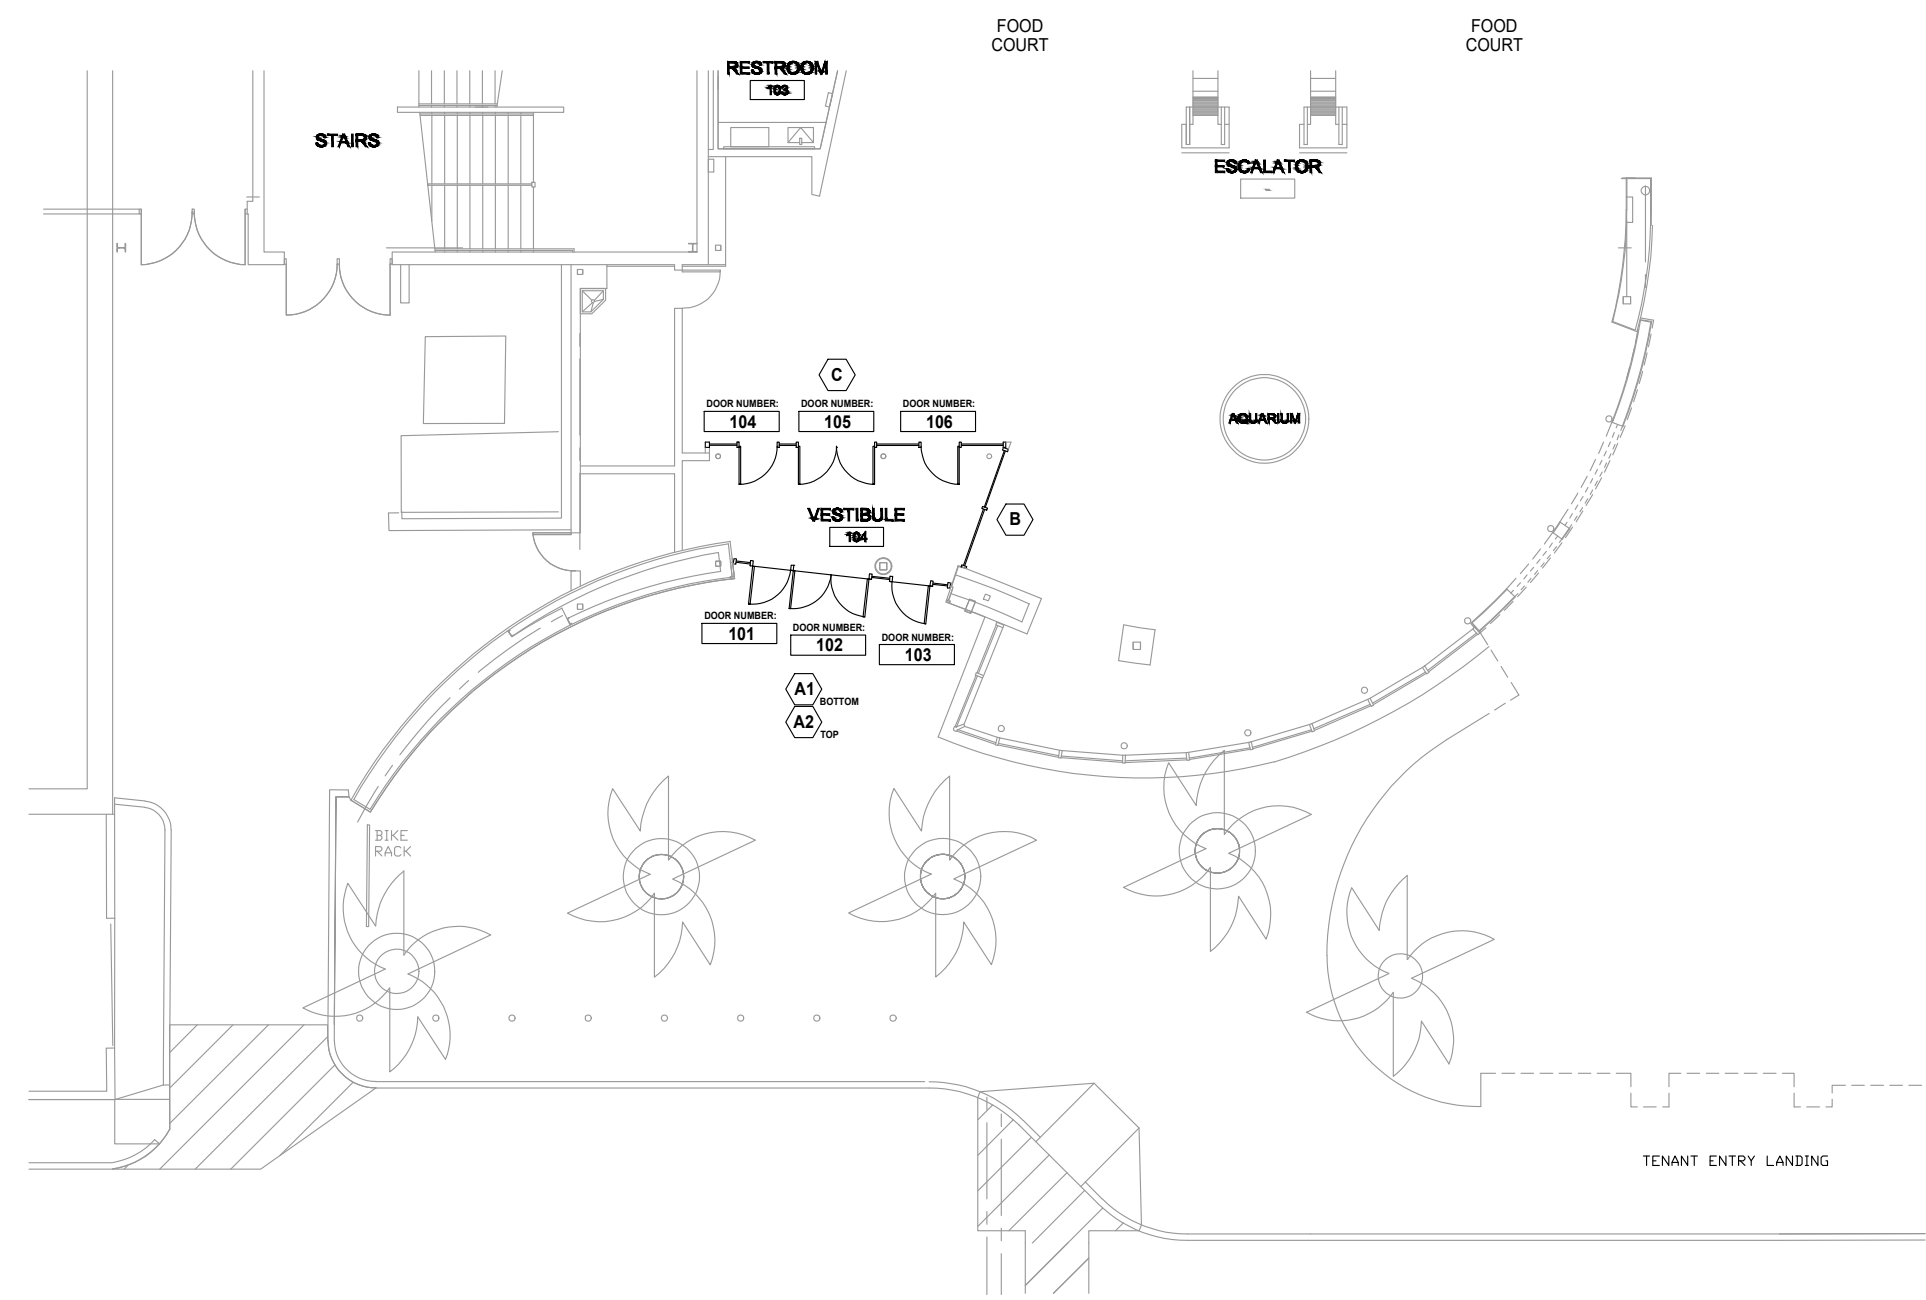 FOOD
COURT
FOOD
COURT
RESTROOM
103
STAIRS
ESCALATOR
-
C
DOOR NUMBER:
104
DOOR NUMBER:
105
DOOR NUMBER:
106
AQUARIUM
VESTIBULE
104
B
DOOR NUMBER:
101
DOOR NUMBER:
102
DOOR NUMBER:
103
A1
BOTTOM
A2
TOP
BIKE
RACK
TENANT ENTRY LANDING